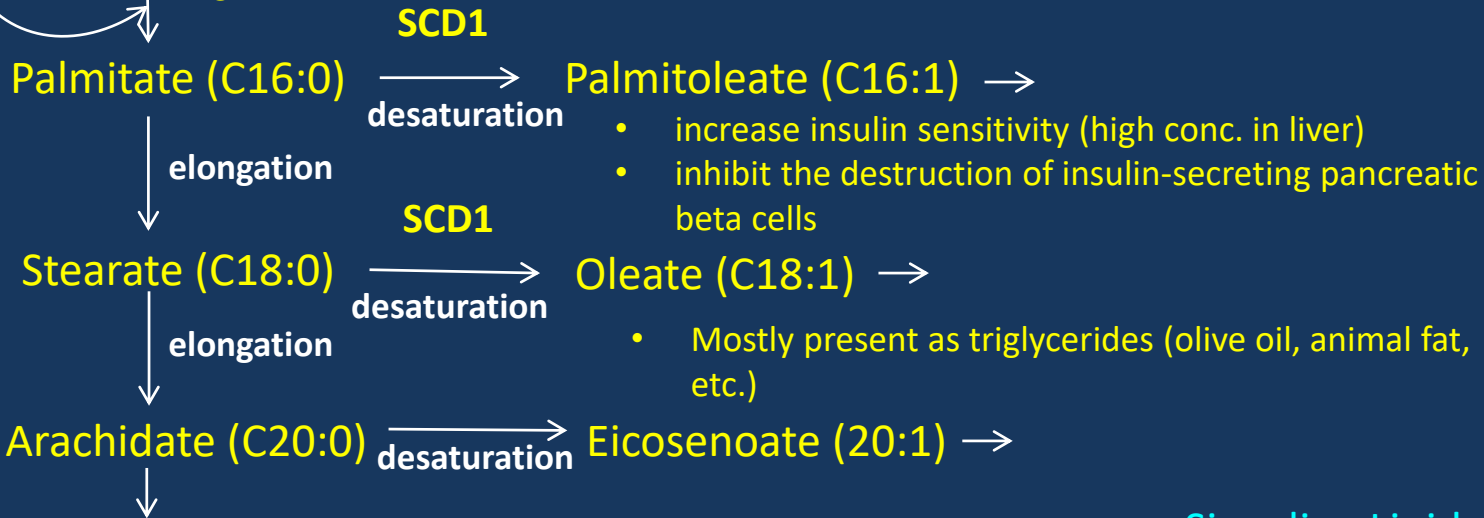 SCD1
Palmitate (C16:0) desaturation Palmitoleate (C16:1)
• increase insulin sensitivity (high conc. in liver)
elongation
• inhibit the destruction of insulin-secreting pancreatic
beta cells
SCD1
Stearate (C18:0) desaturation Oleate (C18:1)
elongation
• Mostly present as triglycerides (olive oil, animal fat,
etc.)
Arachidate (C20:0) desaturation Eicosenoate (20:1)